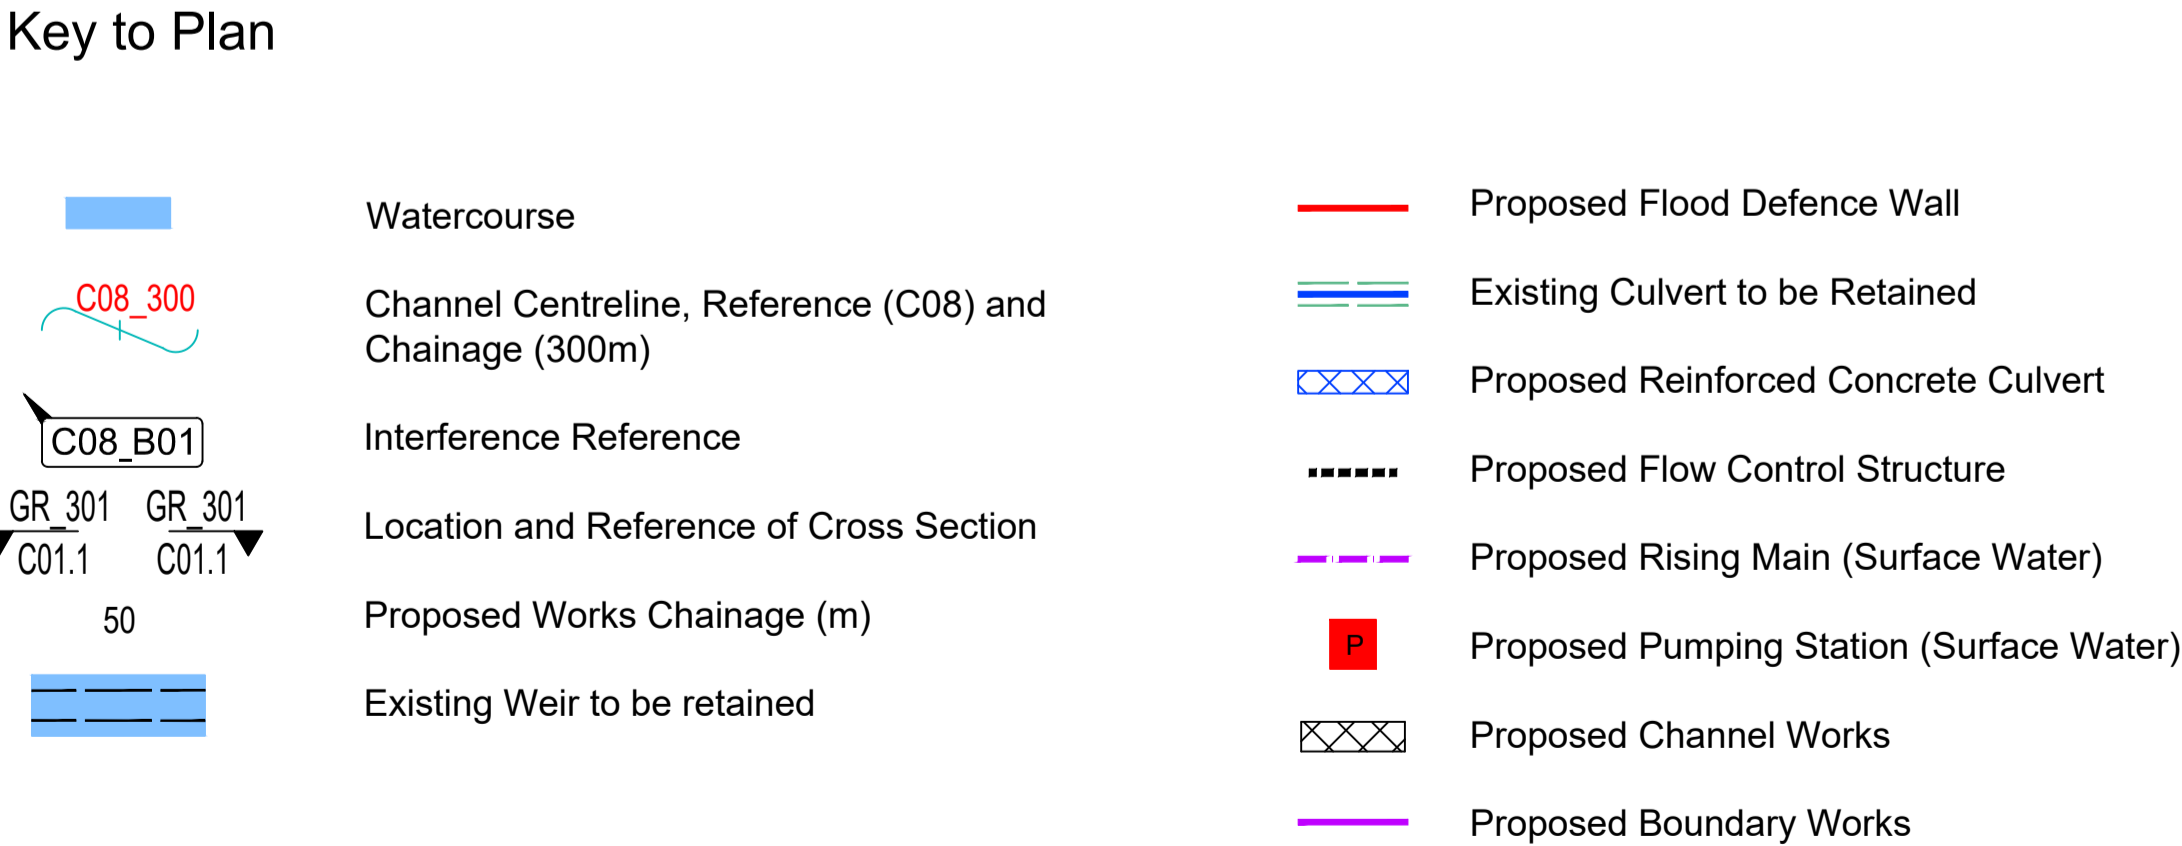 Key to Plan
Watercourse
C08_300
Channel Centreline, Reference (C08) and
Chainage (300m)
C08_B01
Interference Reference
GR_301 GR_301
C01.1 C01.1
Location and Reference of Cross Section
50
Proposed Works Chainage (m)
Existing Weir to be retained
Proposed Flood Defence Wall
Existing Culvert to be Retained
Proposed Reinforced Concrete Culvert
Proposed Flow Control Structure
Proposed Rising Main (Surface Water)
P
Proposed Pumping Station (Surface Water)
Proposed Channel Works
Proposed Boundary Works